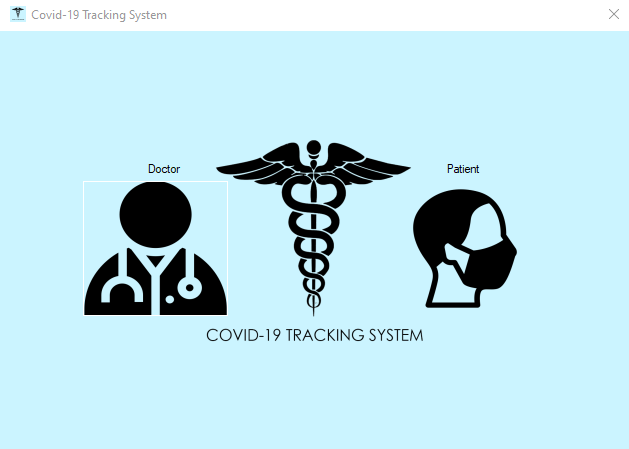 Covid-19 Tracking System
Doctor
Patient
COVID-19 TRACKING SYSTEM